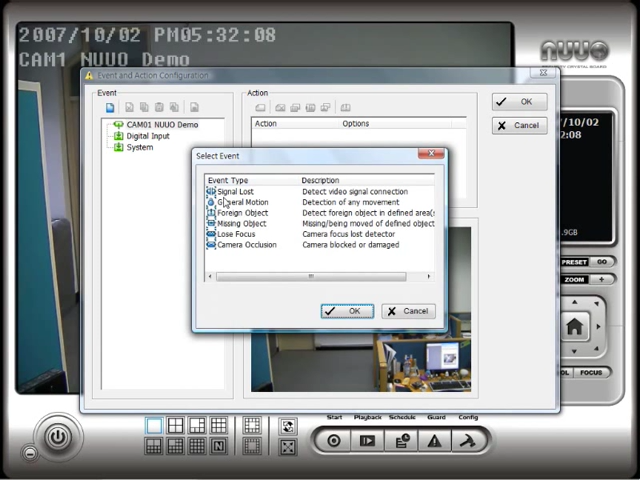 2007/10/02 PM05:32:08
CAM1 NUUO Demo
NUUO
Event and Action Configuration
Event
Action
OK
Cancel
CAM01 NUUO Demo
Digital Input
System
Action Options
Select Event
Event Type Description
Signal Lost Detect video signal connection
General Motion Detection of any movement
Foreign Object Detect foreign object in defined area(s
Missing Object Missing/being moved of defined object
Lose Focus Camera focus lost detector
Camera Occlusion Camera blocked or damaged
OK Cancel
/10/02
2:08
.9GB
PRESET GO
ZOOM +
OL FOCUS
Start Playback Schedule Guard Config
N